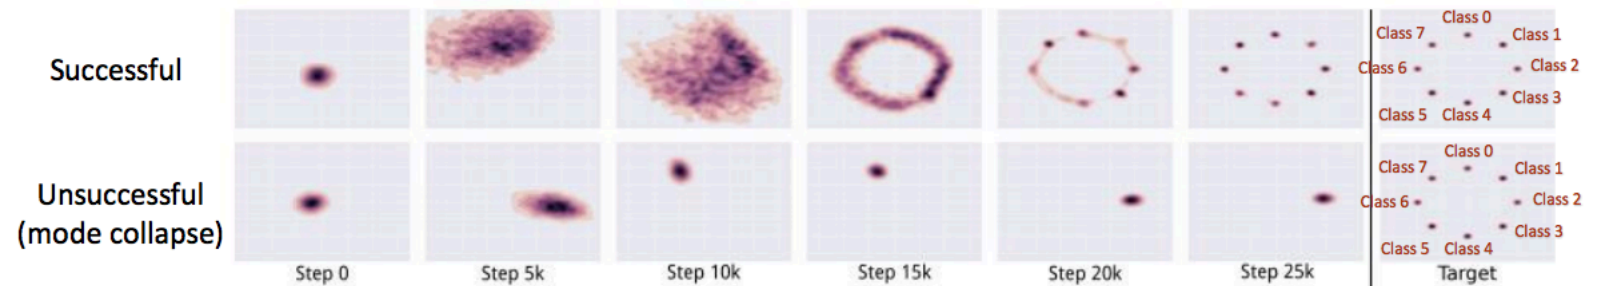 Successful
Class 0
Class 7
Class 1
Class 6
Class 2
Class 3
Class 5
Class 4
Unsuccessful
(mode collapse)
Class 0
Class 7
Class 1
Class 6
Class 2
Class 3
Class 5
Class 4
Step 0
Step 5k
Step 10k
Step 15k
Step 20k
Step 25k
Target